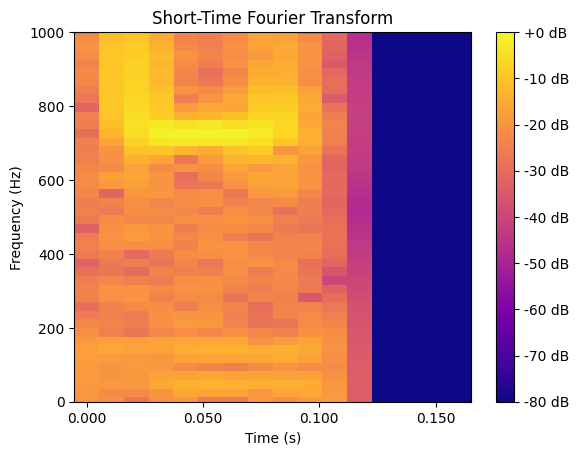 Short-Time Fourier Transform
1000
800
600
400
200
0
Frequency (Hz)
0.000
0.050
0.100
0.150
Time (s)
+0 dB
-10 dB
-20 dB
-30 dB
-40 dB
-50 dB
-60 dB
-70 dB
-80 dB